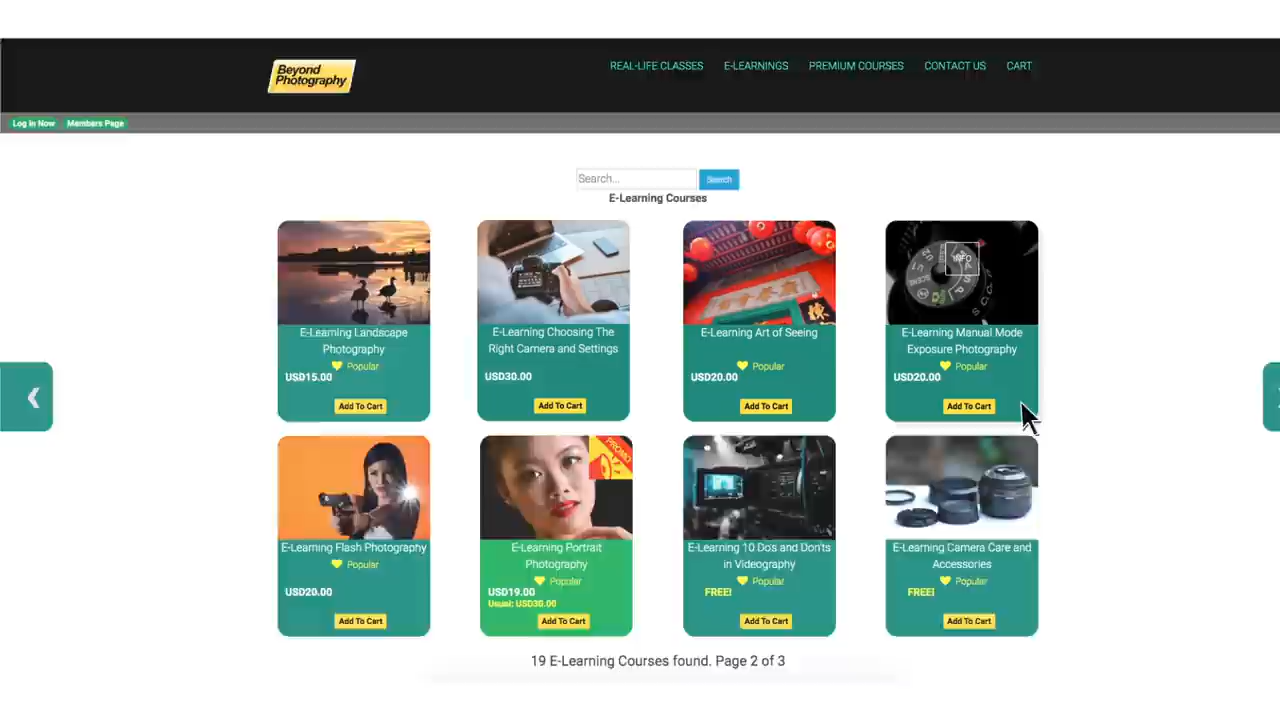 Beyond
Photography
REAL-LIFE CLASSES E-LEARNINGS PREMIUM COURSES CONTACT US CART
Log In Now Members Page
Search... Search
E-Learning Courses
INFO
E-Learning Landscape
Photography
Popular
USD15.00
Add To Cart
E-Learning Choosing The
Right Camera and Settings
USD30.00
Add To Cart
E-Learning Art of Seeing
Popular
USD20.00
Add To Cart
E-Learning Manual Mode
Exposure Photography
Popular
USD20.00
Add To Cart
E-Learning Flash Photography
Popular
USD20.00
Add To Cart
PROMO
E-Learning Portrait
Photography
Popular
USD19.00
Usual: USD30.00
Add To Cart
E-Learning 10 Do's and Don'ts
in Videography
Popular
FREE!
Add To Cart
E-Learning Camera Care and
Accessories
Popular
FREE!
Add To Cart
19 E-Learning Courses found. Page 2 of 3